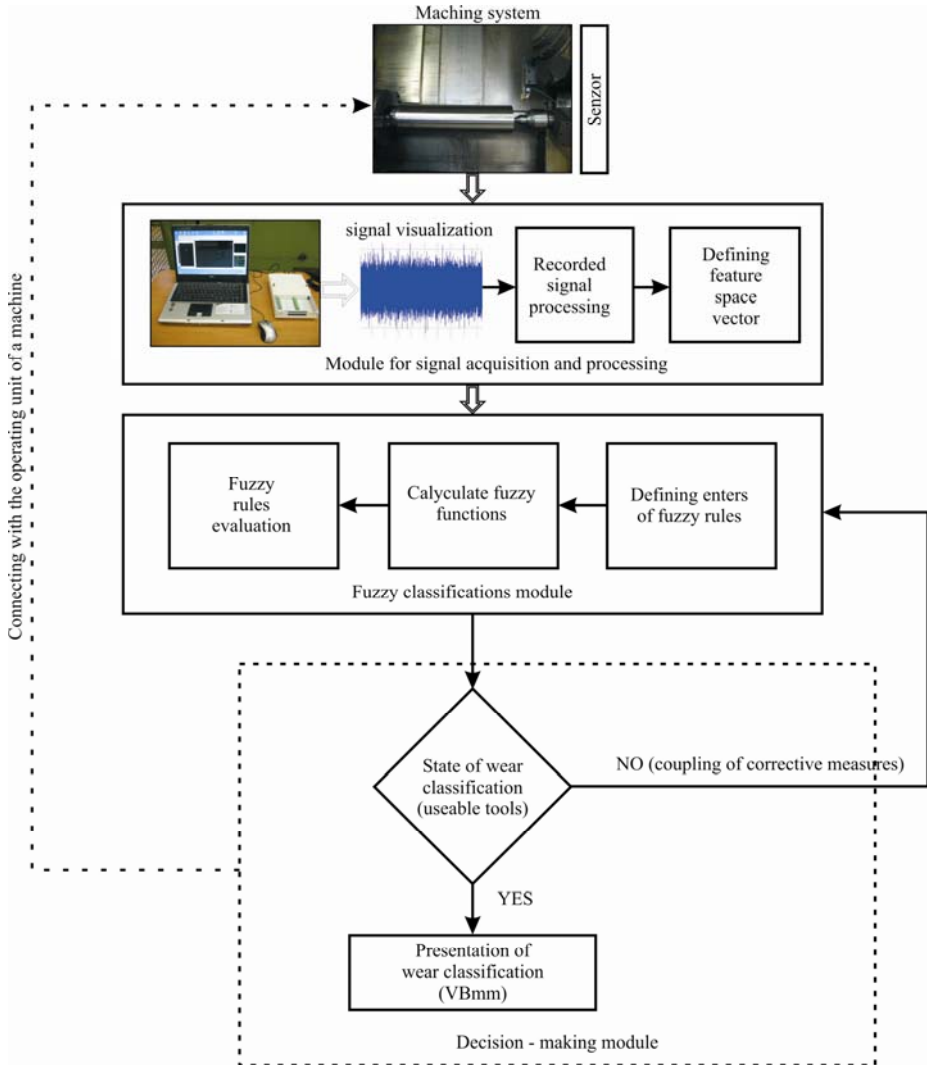 Maching system
Senzor
Connecting with the operating unit of a machine
signal visualization
Recorded
signal
processing
Defining
feature
space
vector
Module for signal acquisition and processing
Fuzzy
rules
evaluation
Calyculate fuzzy
functions
Defining enters
of fuzzy rules
Fuzzy classifications module
State of wear
classification
(useable tools)
NO (coupling of corrective measures)
YES
Presentation of
wear classification
(VBmm)
Decision - making module